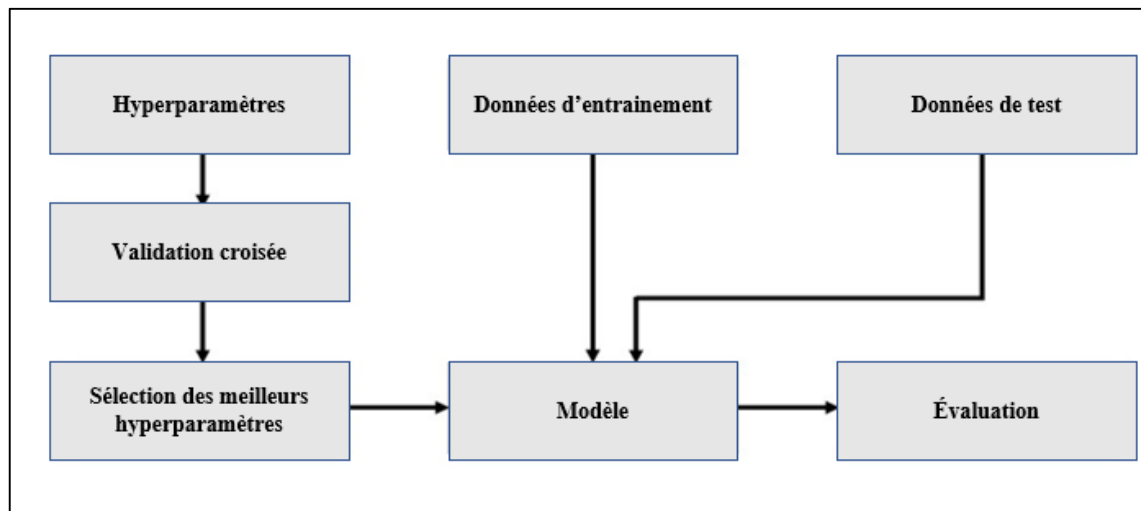 Hyperparamètres
Données d'entrainement
Données de test
Validation croisée
Sélection des meilleurs
hyperparamètres
Modèle
Évaluation